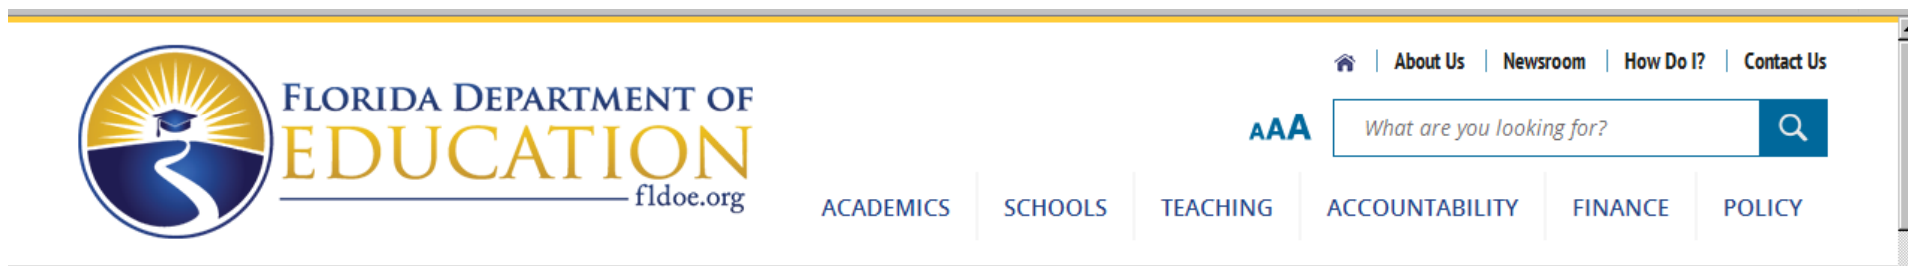 FLORIDA DEPARTMENT OF
EDUCATION
fldoe.org
About Us | Newsroom | How Do I? | Contact Us
AAA
What are you looking for?
ACADEMICS SCHOOLS TEACHING ACCOUNTABILITY FINANCE POLICY